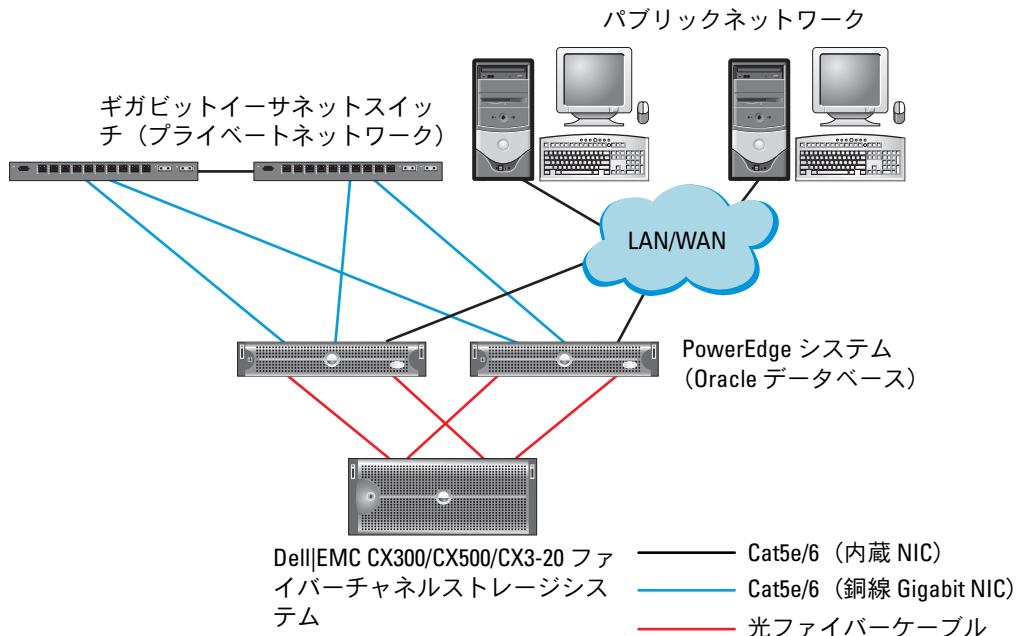 パブリックネットワーク
ギガビットイーサネットスイッ
チ（プライベートネットワーク）
LAN/WAN
PowerEdge システム
（Oracle データベース）
Dell|EMC CX300/CX500/CX3-20 ファ
イバーチャネルストレージシス
テム
Cat5e/6（内蔵 NIC）
Cat5e/6（銅線 Gigabit NIC）
光ファイバーケーブル